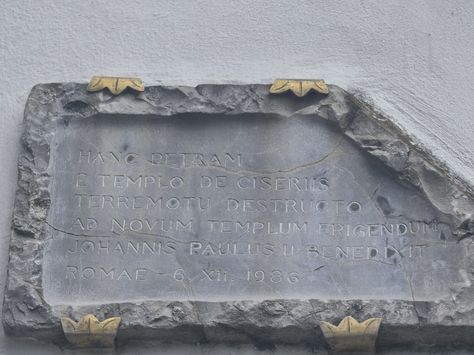 HANC PETRAM
E TEMPLO DE CISERIIS
TERREMOTU DESTRUCTO
AD NOVUM TEMPLUM ERIGENDUM
JOHANNIS PAULUS II BENEDIXIT
ROMAE - 6. XII. 1986